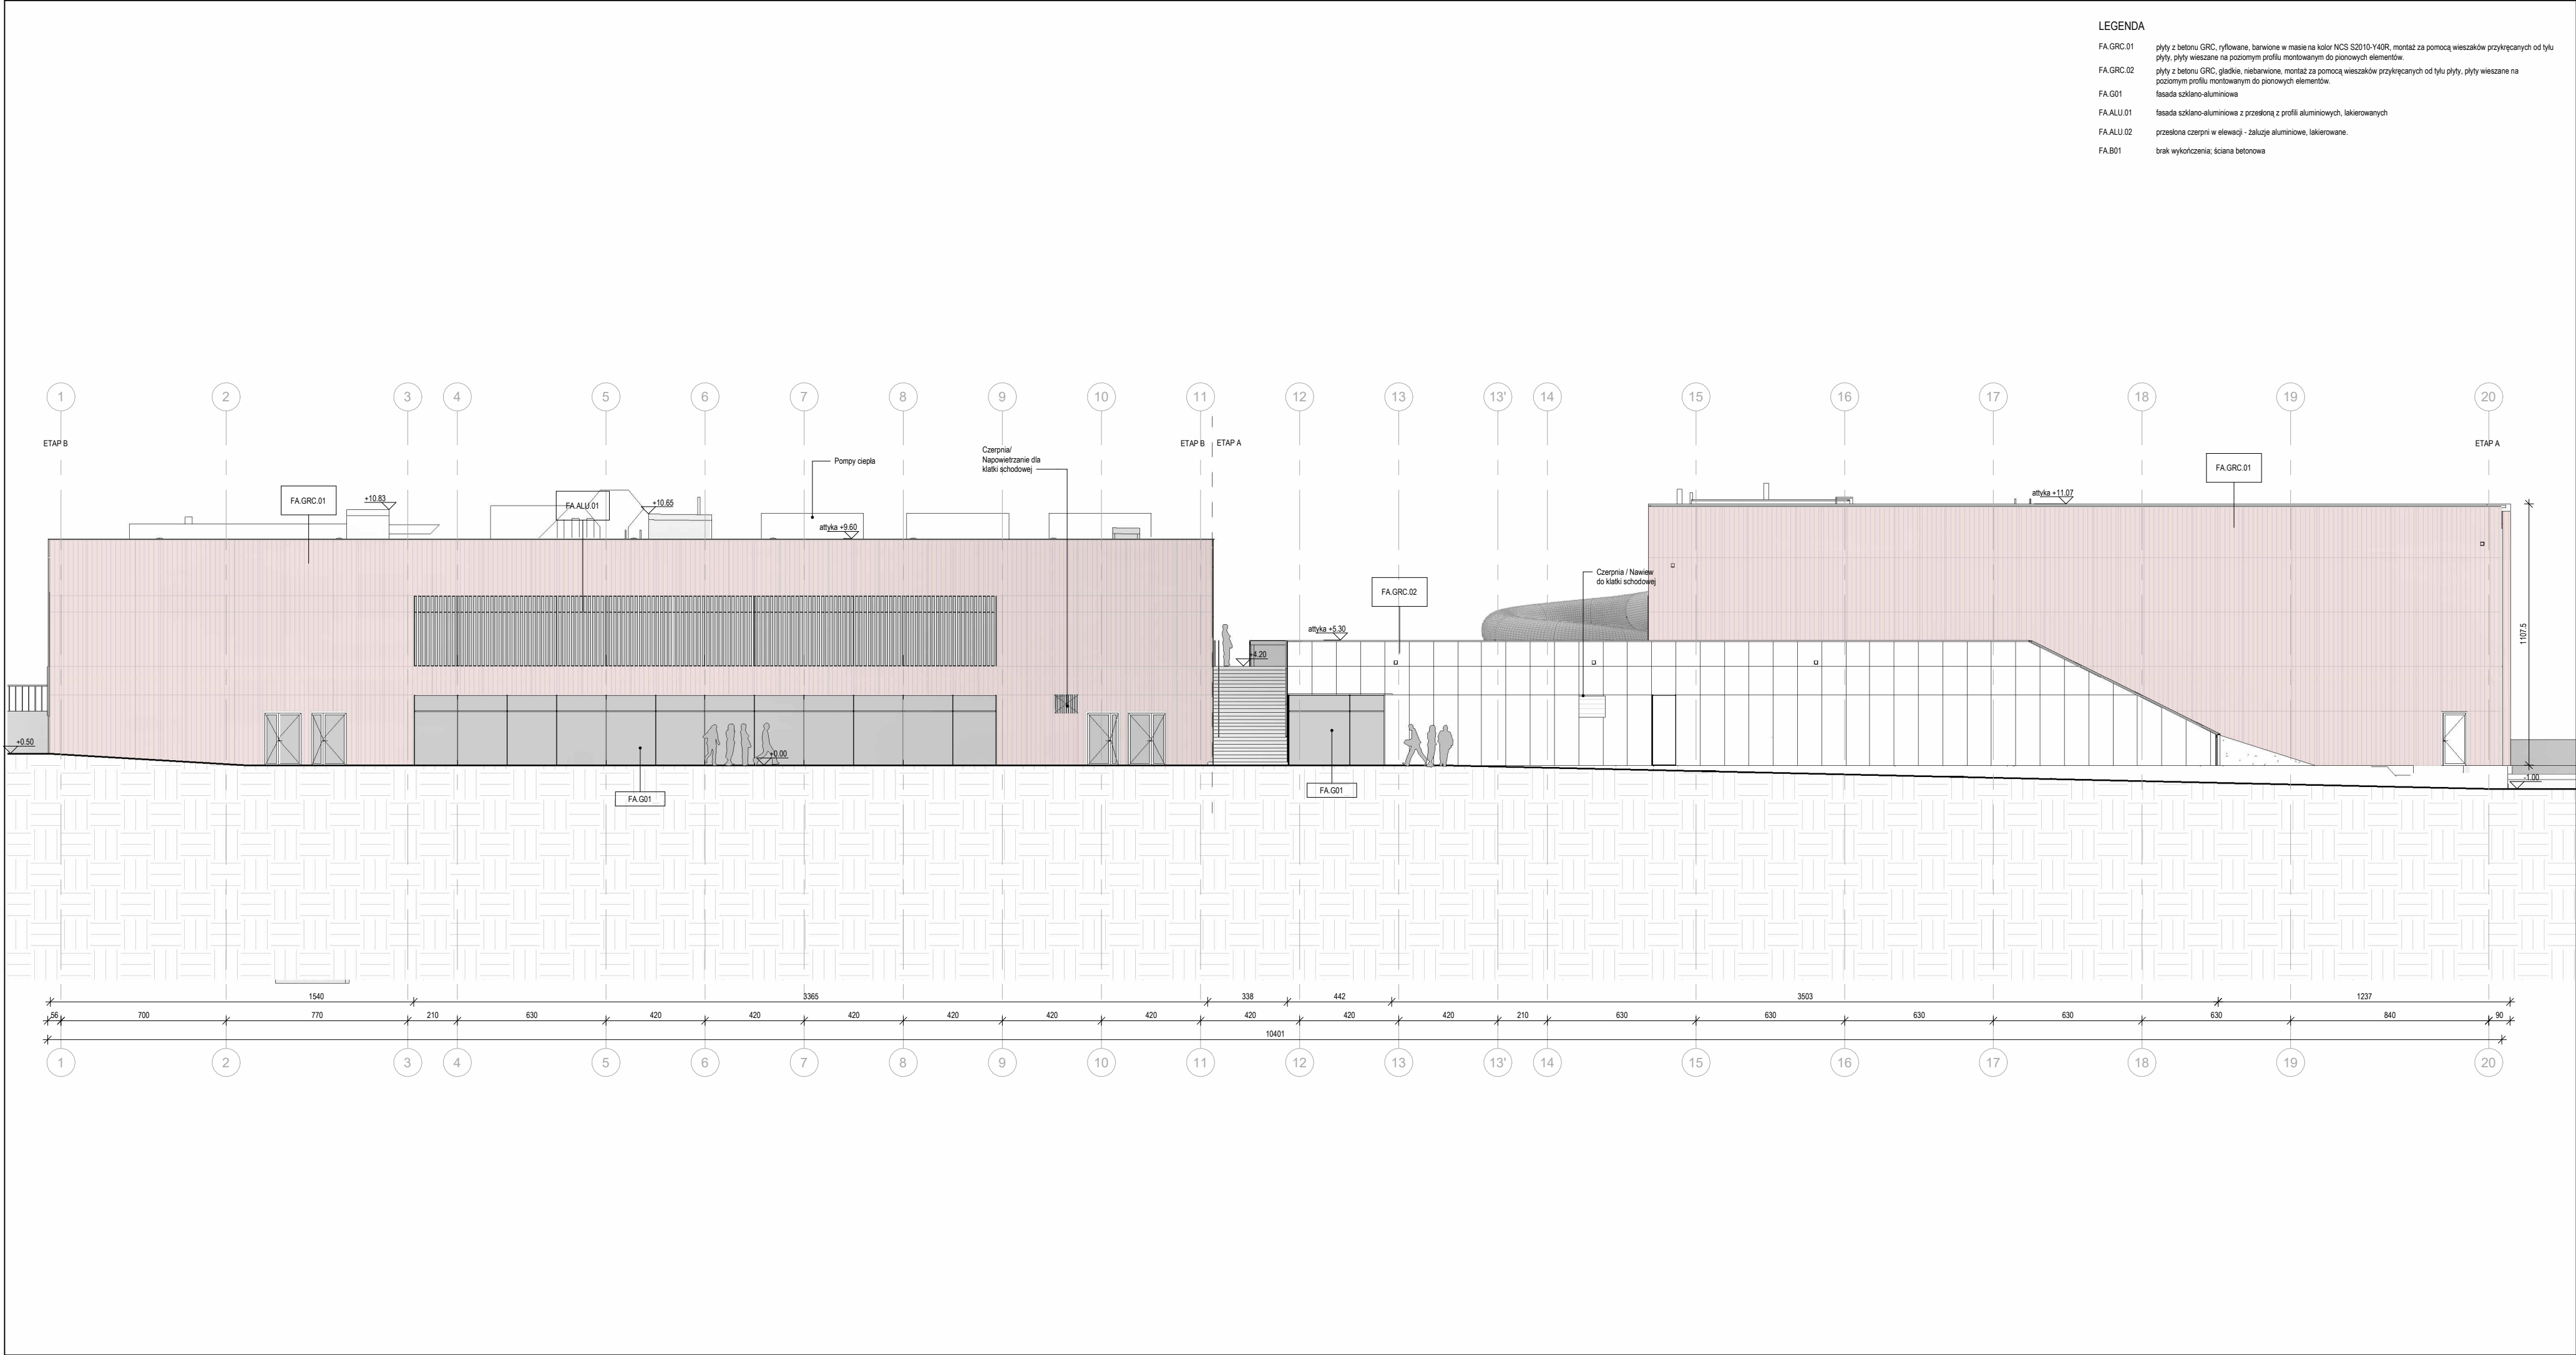 LEGENDA
FA.GRC.01 płyty z betonu GRC, ryflowane, barwione w masie na kolor NCS S2010-Y40R, montaż za pomocą wieszaków przykręcanych od tyłu
płyty, płyty wieszane na poziomym profilu montowanym do pionowych elementów.
FA.GRC.02 płyty z betonu GRC, gładkie, niebarwione, montaż za pomocą wieszaków przykręcanych od tyłu płyty, płyty wieszane na
poziomym profilu montowanym do pionowych elementów.
FA.G01 fasada szklano-aluminiowa
FA.ALU.01 fasada szklano-aluminiowa z przesłoną z profili aluminiowych, lakierowanych
FA.ALU.02 przesłona czerpni w elewacji - żaluzje aluminiowe, lakierowane.
FA.B01 brak wykończenia; ściana betonowa
1 2 3 4 5 6 7 8 9 10 11 12 13 13' 14 15 16 17 18 19 20
ETAP B
ETAP B ETAP A
ETAP A
Czerpnia/
Napowietrzanie dla
klatki schodowej
Pompy ciepła
FA.GRC.01
FA.GRC.01
+10.83
FA.ALU.01
+10.65
attyka +9.60
attyka +11.07
Czerpnia / Nawiew
do klatki schodowej
FA.GRC.02
attyka +5.30
+4.20
1107.5
+0.50
+0.00
-1.00
FA.G01
FA.G01
1540 3365 338 442 3503 1237
56 700 770 210 630 420 420 420 420 420 420 420 420 420 210 630 630 630 630 630 840 90
10401
1 2 3 4 5 6 7 8 9 10 11 12 13 13' 14 15 16 17 18 19 20